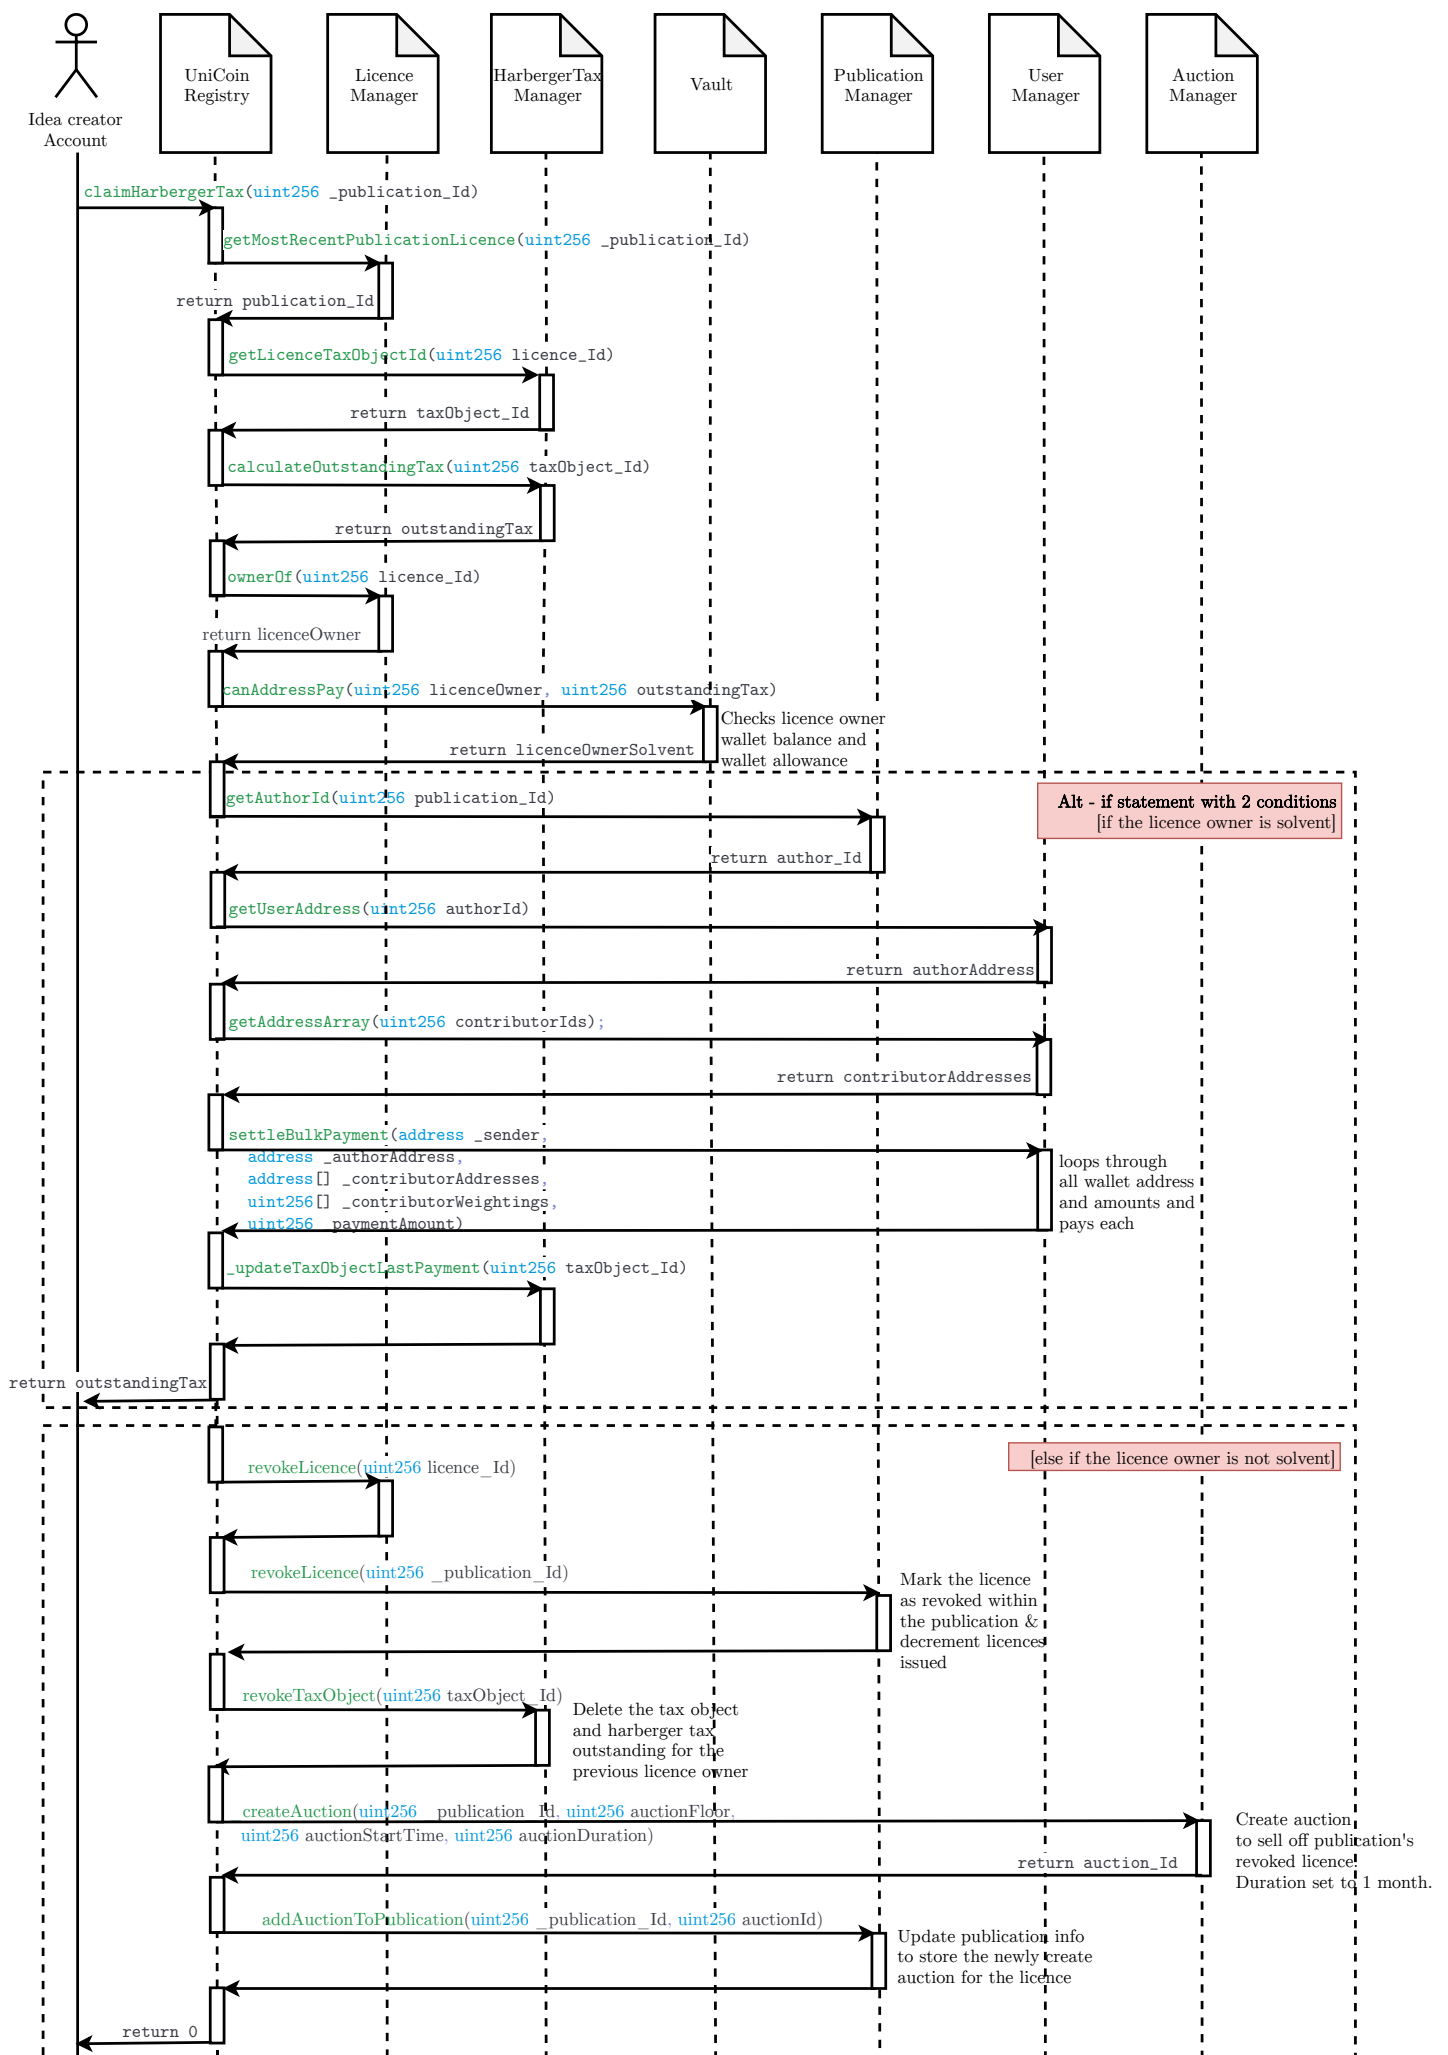 Idea creator
Account
UniCoin
Registry
Licence
Manager
HarbergerTax
Manager
Vault
Publication
Manager
User
Manager
Auction
Manager
claimHarbergerTax(uint256 _publication_Id)
getMostRecentPublicationLicence(uint256 _publication_Id)
return publication_Id
getLicenceTaxObjectId(uint256 licence_Id)
return taxObject_Id
calculateOutstandingTax(uint256 taxObject_Id)
return outstandingTax
ownerOf(uint256 licence_Id)
return licenceOwner
canAddressPay(uint256 licenceOwner, uint256 outstandingTax)
Checks licence owner
wallet balance and
wallet allowance
return licenceOwnerSolvent
Alt - if statement with 2 conditions
[if the licence owner is solvent]
getAuthorId(uint256 publication_Id)
return author_Id
getUserAddress(uint256 authorId)
return authorAddress
getAddressArray(uint256 contributorIds);
return contributorAddresses
settleBulkPayment(address _sender,
address _authorAddress,
address[] _contributorAddresses,
uint256[] _contributorWeightings,
uint256 _paymentAmount)
loops through
all wallet address
and amounts and
pays each
_updateTaxObjectLastPayment(uint256 taxObject_Id)
return outstandingTax
[else if the licence owner is not solvent]
revokeLicence(uint256 licence_Id)
revokeLicence(uint256 _publication_Id)
Mark the licence
as revoked within
the publication &
decrement licences
issued
revokeTaxObject(uint256 taxObject_Id)
Delete the tax object
and harberger tax
outstanding for the
previous licence owner
createAuction(uint256 _publication_Id, uint256 auctionFloor,
uint256 auctionStartTime, uint256 auctionDuration)
Create auction
to sell off publication's
revoked licence.
Duration set to 1 month.
return auction_Id
addAuctionToPublication(uint256 _publication_Id, uint256 auctionId)
Update publication info
to store the newly create
auction for the licence
return 0